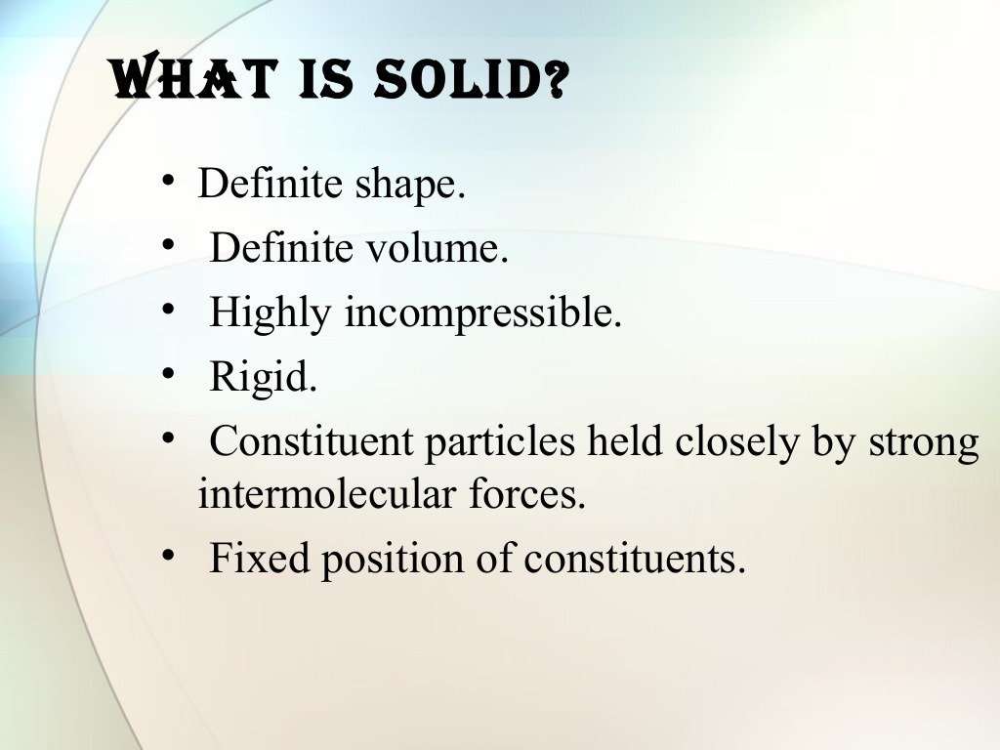 WHAT IS SOLID?
• Definite shape.
• Definite volume.
• Highly incompressible.
• Rigid.
• Constituent particles held closely by strong
intermolecular forces.
• Fixed position of constituents.